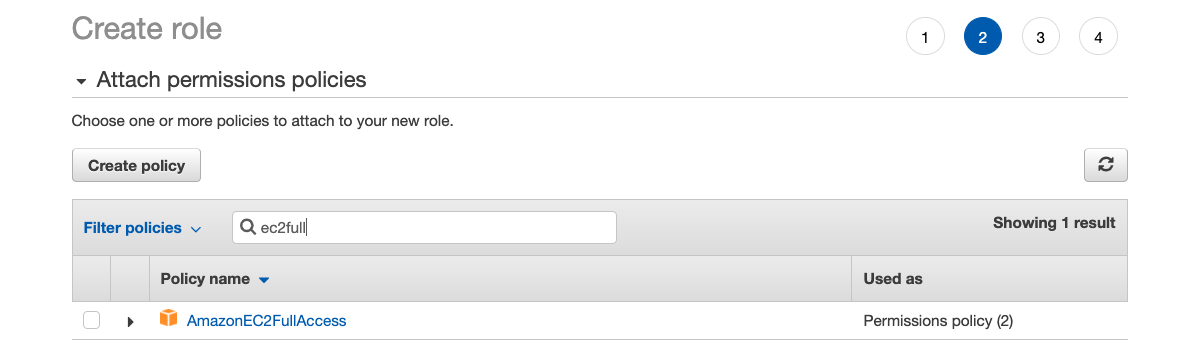 Create role
1 2 3 4
Attach permissions policies
Choose one or more policies to attach to your new role.
Create policy
Filter policies ec2full Showing 1 result
Policy name Used as
AmazonEC2FullAccess Permissions policy (2)